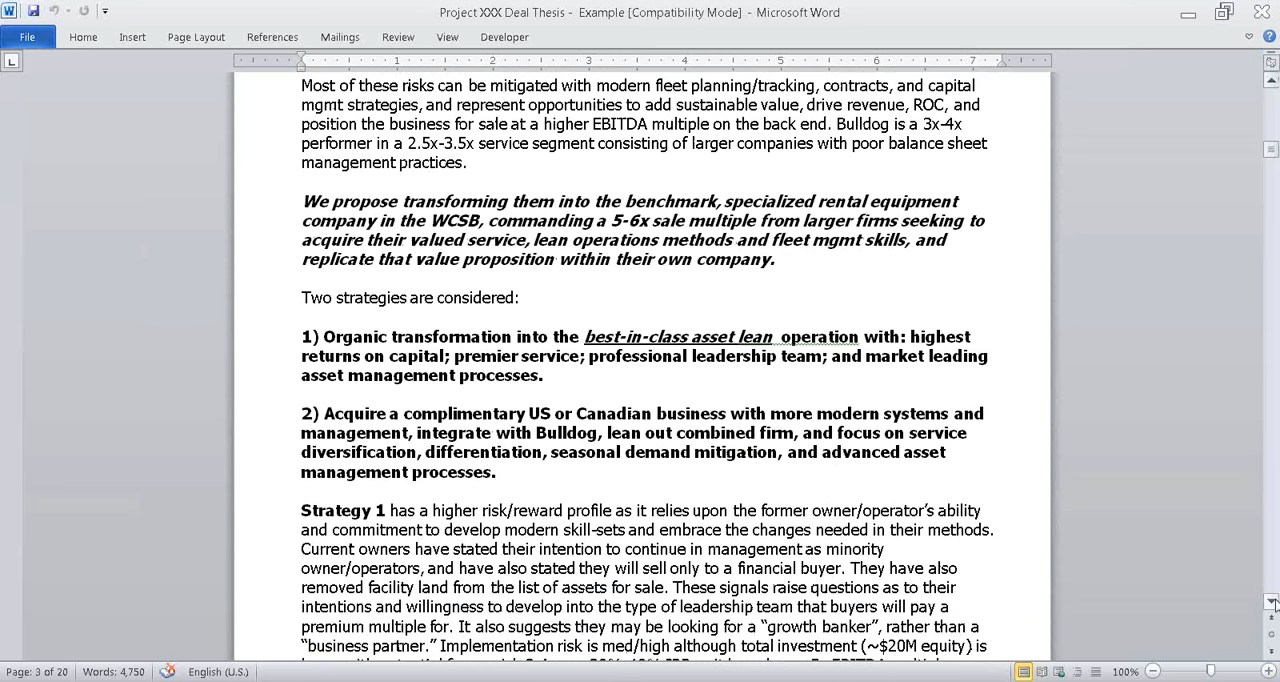 Project XXX Deal Thesis - Example [Compatibility Mode] - Microsoft Word
File Home Insert Page Layout References Mailings Review View Developer
1 2 3 4 5 6 7
Most of these risks can be mitigated with modern fleet planning/tracking, contracts, and capital
mgmt strategies, and represent opportunities to add sustainable value, drive revenue, ROC, and
position the business for sale at a higher EBITDA multiple on the back end. Bulldog is a 3x-4x
performer in a 2.5x-3.5x service segment consisting of larger companies with poor balance sheet
management practices.
We propose transforming them into the benchmark, specialized rental equipment
company in the WCSB, commanding a 5-6x sale multiple from larger firms seeking to
acquire their valued service, lean operations methods and fleet mgmt skills, and
replicate that value proposition within their own company.
Two strategies are considered:
1) Organic transformation into the best-in-class asset lean operation with: highest
returns on capital; premier service; professional leadership team; and market leading
asset management processes.
2) Acquire a complimentary US or Canadian business with more modern systems and
management, integrate with Bulldog, lean out combined firm, and focus on service
diversification, differentiation, seasonal demand mitigation, and advanced asset
management processes.
Strategy 1 has a higher risk/reward profile as it relies upon the former owner/operator's ability
and commitment to develop modern skill-sets and embrace the changes needed in their methods.
Current owners have stated their intention to continue in management as minority
owner/operators, and have also stated they will sell only to a financial buyer. They have also
removed facility land from the list of assets for sale. These signals raise questions as to their
intentions and willingness to develop into the type of leadership team that buyers will pay a
premium multiple for. It also suggests they may be looking for a "growth banker", rather than a
"business partner." Implementation risk is med/high although total investment (~$20M equity) is
Page: 3 of 20 Words: 4,750 English (U.S.) 100%